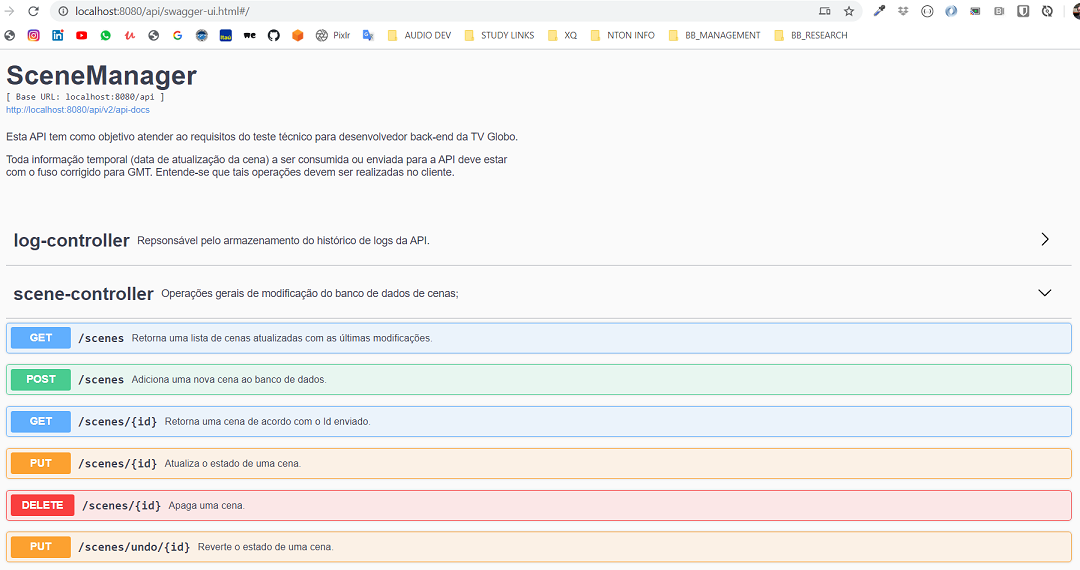 localhost:8080/api/swagger-ui.html#/
Pixlr
AUDIO DEV
STUDY LINKS
XQ
NTON INFO
BB_MANAGEMENT
BB_RESEARCH
SceneManager
[ Base URL: localhost:8080/api ]
http://localhost:8080/api/v2/api-docs
Esta API tem como objetivo atender ao requisitos do teste técnico para desenvolvedor back-end da TV Globo.
Toda informação temporal (data de atualização da cena) a ser consumida ou enviada para a API deve estar
com o fuso corrigido para GMT. Entende-se que tais operações devem ser realizadas no cliente.
log-controller Repsonsável pelo armazenamento do histórico de logs da API.
scene-controller Operações gerais de modificação do banco de dados de cenas;
GET /scenes Retorna uma lista de cenas atualizadas com as últimas modificações.
POST /scenes Adiciona uma nova cena ao banco de dados.
GET /scenes/{id} Retorna uma cena de acordo com o Id enviado.
PUT /scenes/{id} Atualiza o estado de uma cena.
DELETE /scenes/{id} Apaga uma cena.
PUT /scenes/undo/{id} Reverte o estado de uma cena.